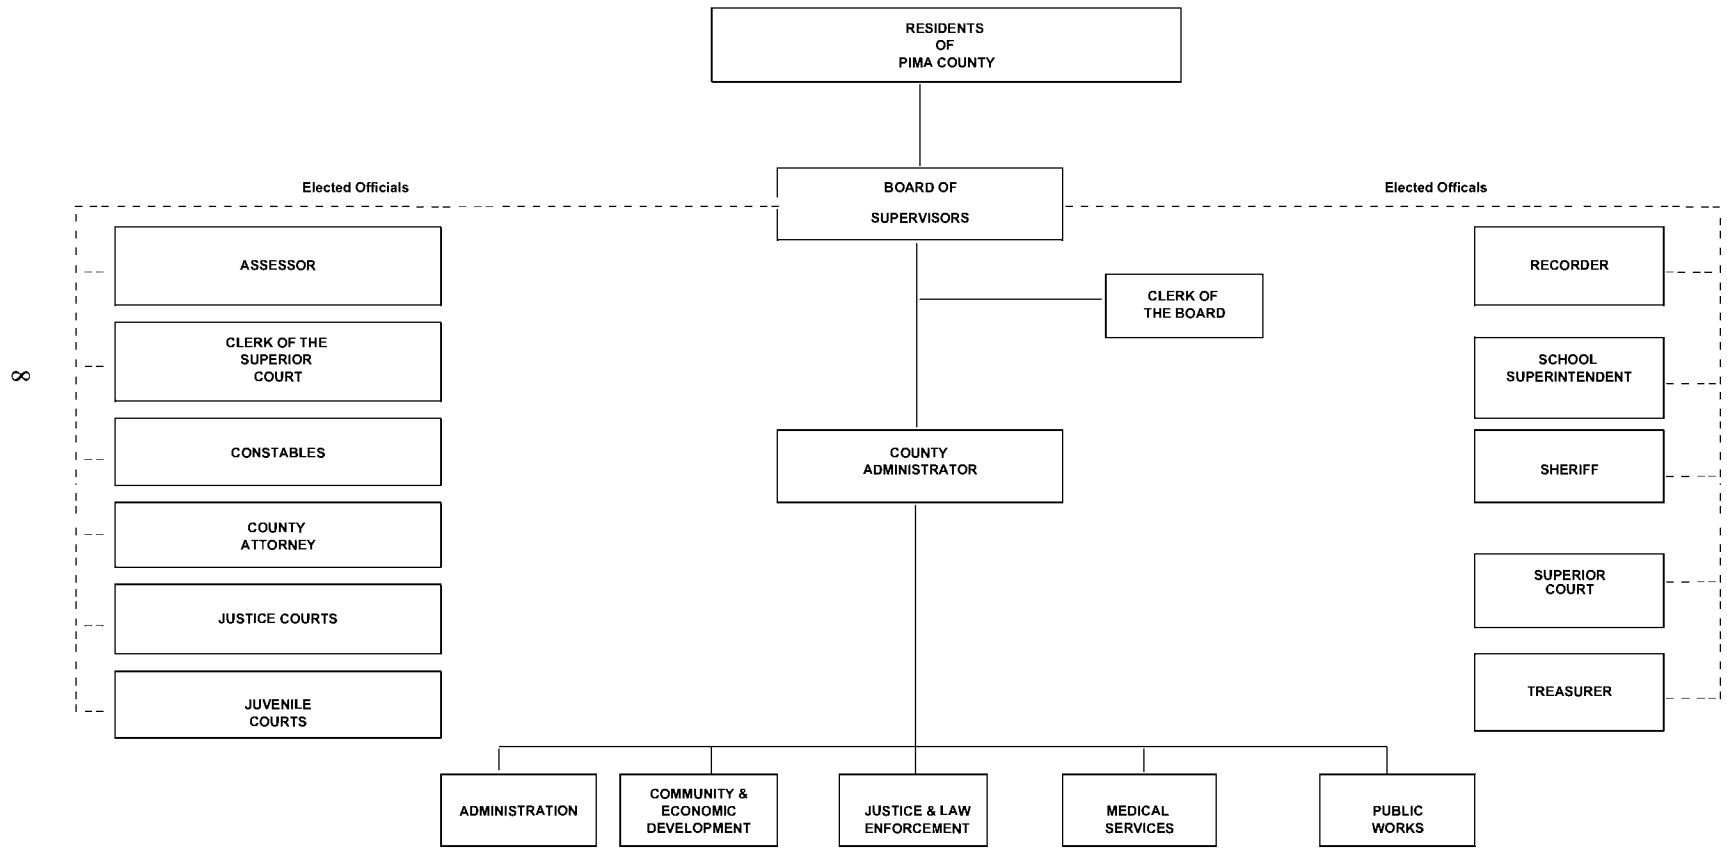 RESIDENTS
OF
PIMA COUNTY
Elected Officials
BOARD OF
SUPERVISORS
Elected Officals
ASSESSOR
CLERK OF THE
SUPERIOR
COURT
CONSTABLES
COUNTY
ATTORNEY
JUSTICE COURTS
JUVENILE
COURTS
CLERK OF
THE BOARD
COUNTY
ADMINISTRATOR
RECORDER
SCHOOL
SUPERINTENDENT
SHERIFF
SUPERIOR
COURT
TREASURER
ADMINISTRATION
COMMUNITY &
ECONOMIC
DEVELOPMENT
JUSTICE & LAW
ENFORCEMENT
MEDICAL
SERVICES
PUBLIC
WORKS
8